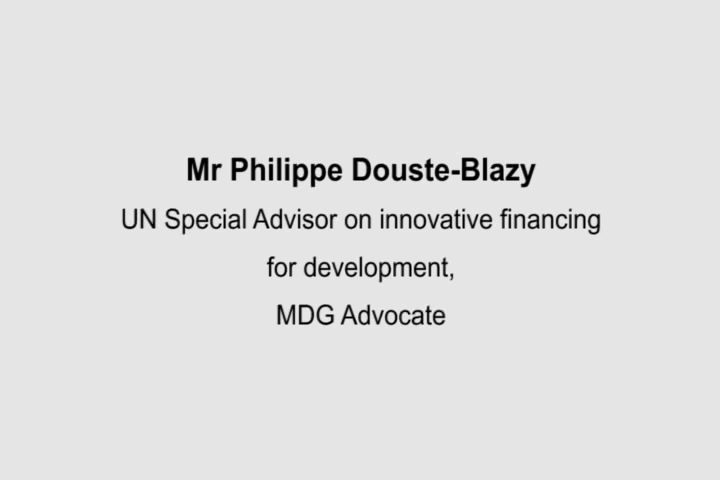 Mr Philippe Douste-Blazy
UN Special Advisor on innovative financing
for development,
MDG Advocate